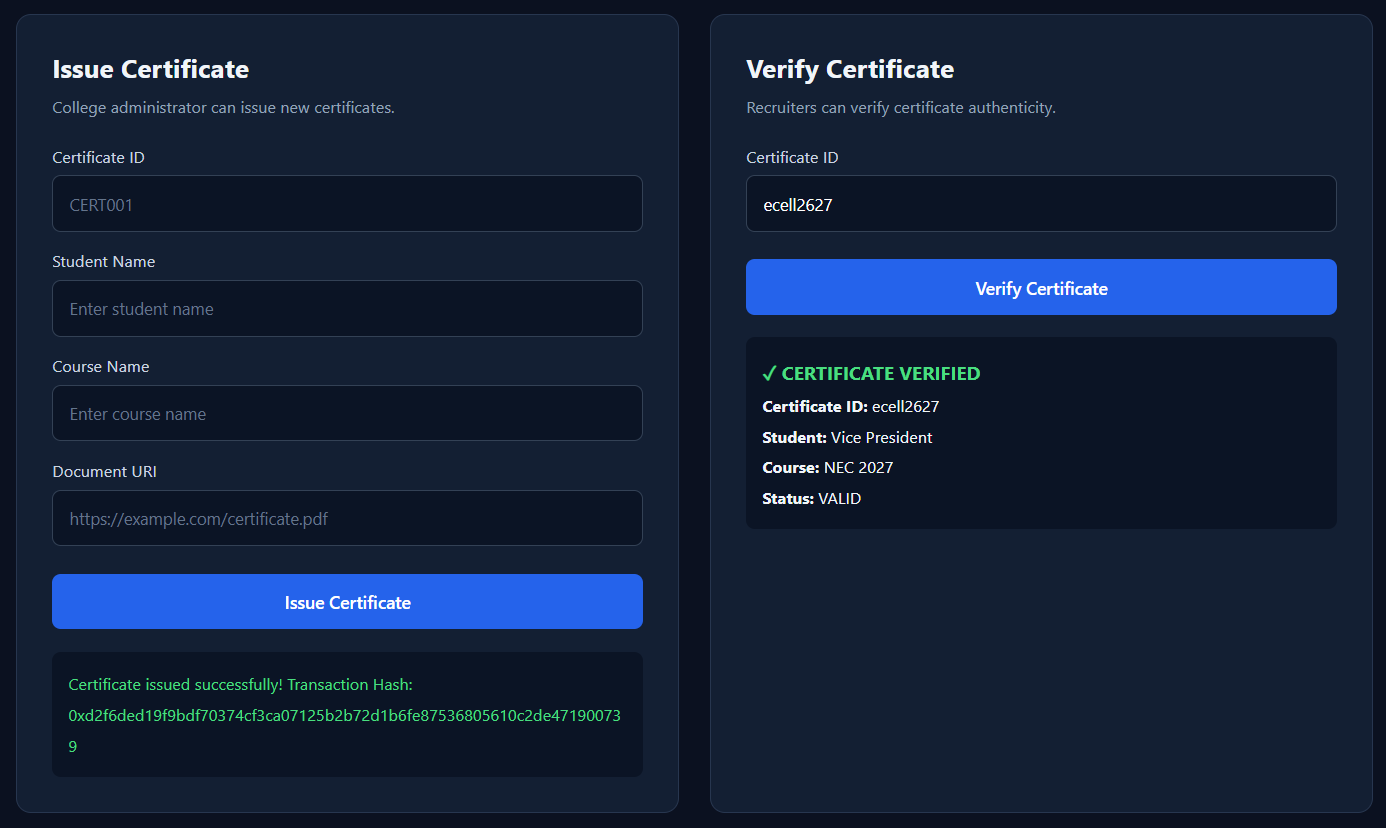 Issue Certificate
College administrator can issue new certificates.
Certificate ID
CERT001
Student Name
Enter student name
Course Name
Enter course name
Document URI
https://example.com/certificate.pdf
Issue Certificate
Certificate issued successfully! Transaction Hash:
0xd2f6ded19f9bdf70374cf3ca07125b2b72d1b6fe87536805610c2de47190073
9
Verify Certificate
Recruiters can verify certificate authenticity.
Certificate ID
ecell2627
Verify Certificate
✓ CERTIFICATE VERIFIED
Certificate ID: ecell2627
Student: Vice President
Course: NEC 2027
Status: VALID